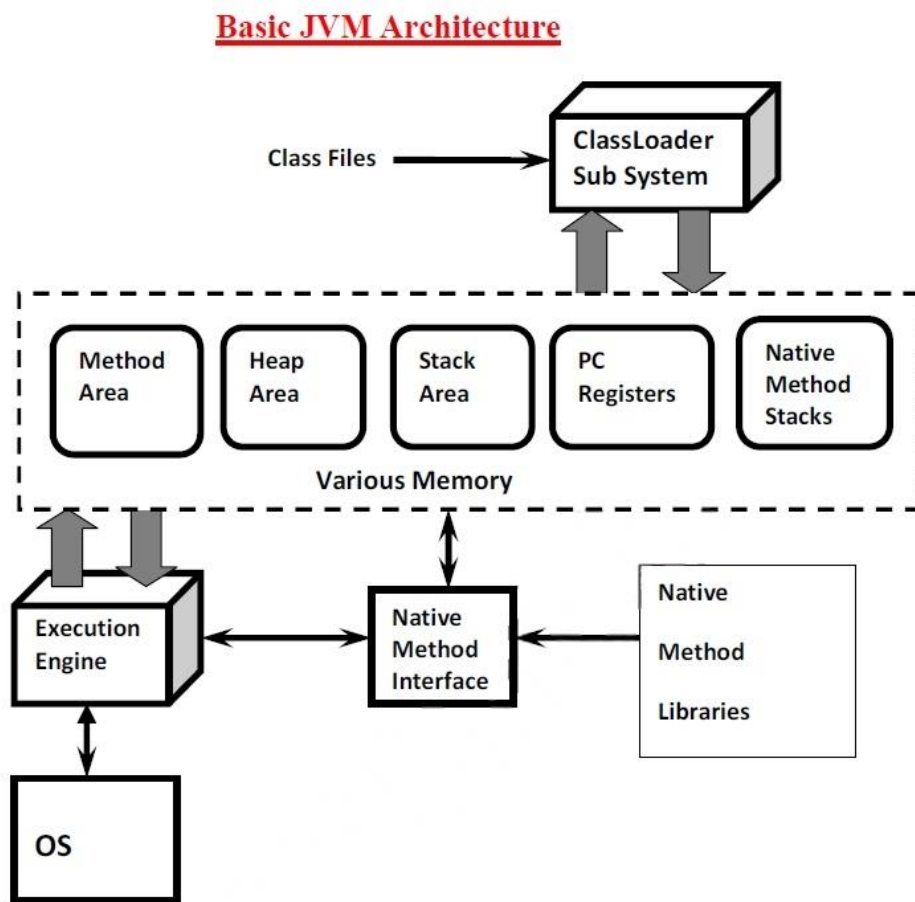 Basic JVM Architecture
Class Files
ClassLoader
Sub System
Method
Area
Heap
Area
Stack
Area
PC
Registers
Native
Method
Stacks
Various Memory
Execution
Engine
Native
Method
Interface
Native
Method
Libraries
OS